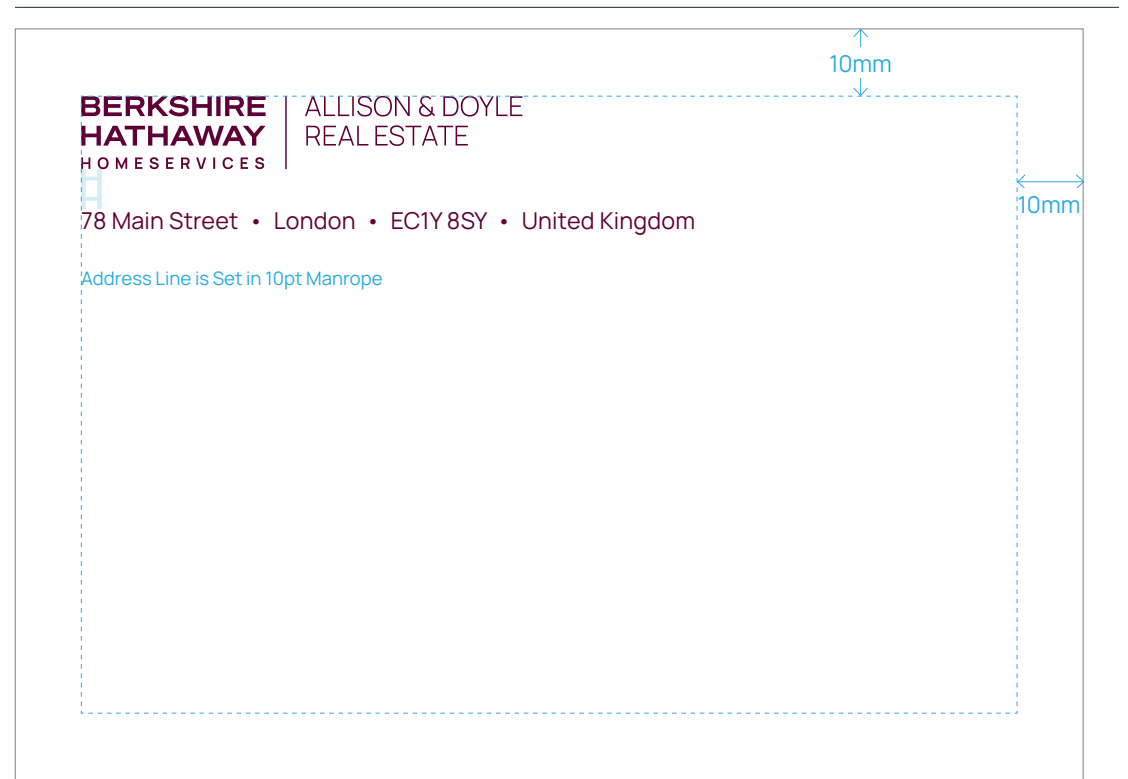 10mm
BERKSHIRE
HATHAWAY
HOMESERVICES
ALLISON & DOYLE
REAL ESTATE
10mm
78 Main Street • London • EC1Y 8SY • United Kingdom
Address Line is Set in 10pt Manrope